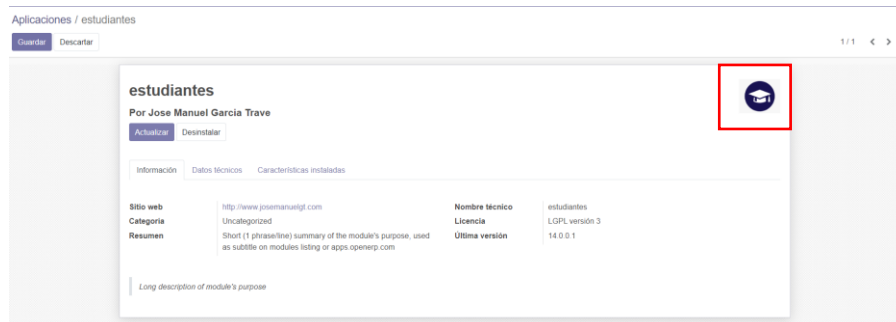 Aplicaciones / estudiantes
Guardar Descartar
1 / 1
estudiantes
Por Jose Manuel Garcia Trave
Actualizar Desinstalar
Información Datos técnicos Características instaladas
Sitio web http://www.josemanuelgt.com Nombre técnico estudiantes
Categoría Uncategorized Licencia LGPL versión 3
Resumen Short (1 phrase/line) summary of the module's purpose, used Última versión 14.0.0.1
as subtitle on modules listing or apps.openerp.com
Long description of module's purpose